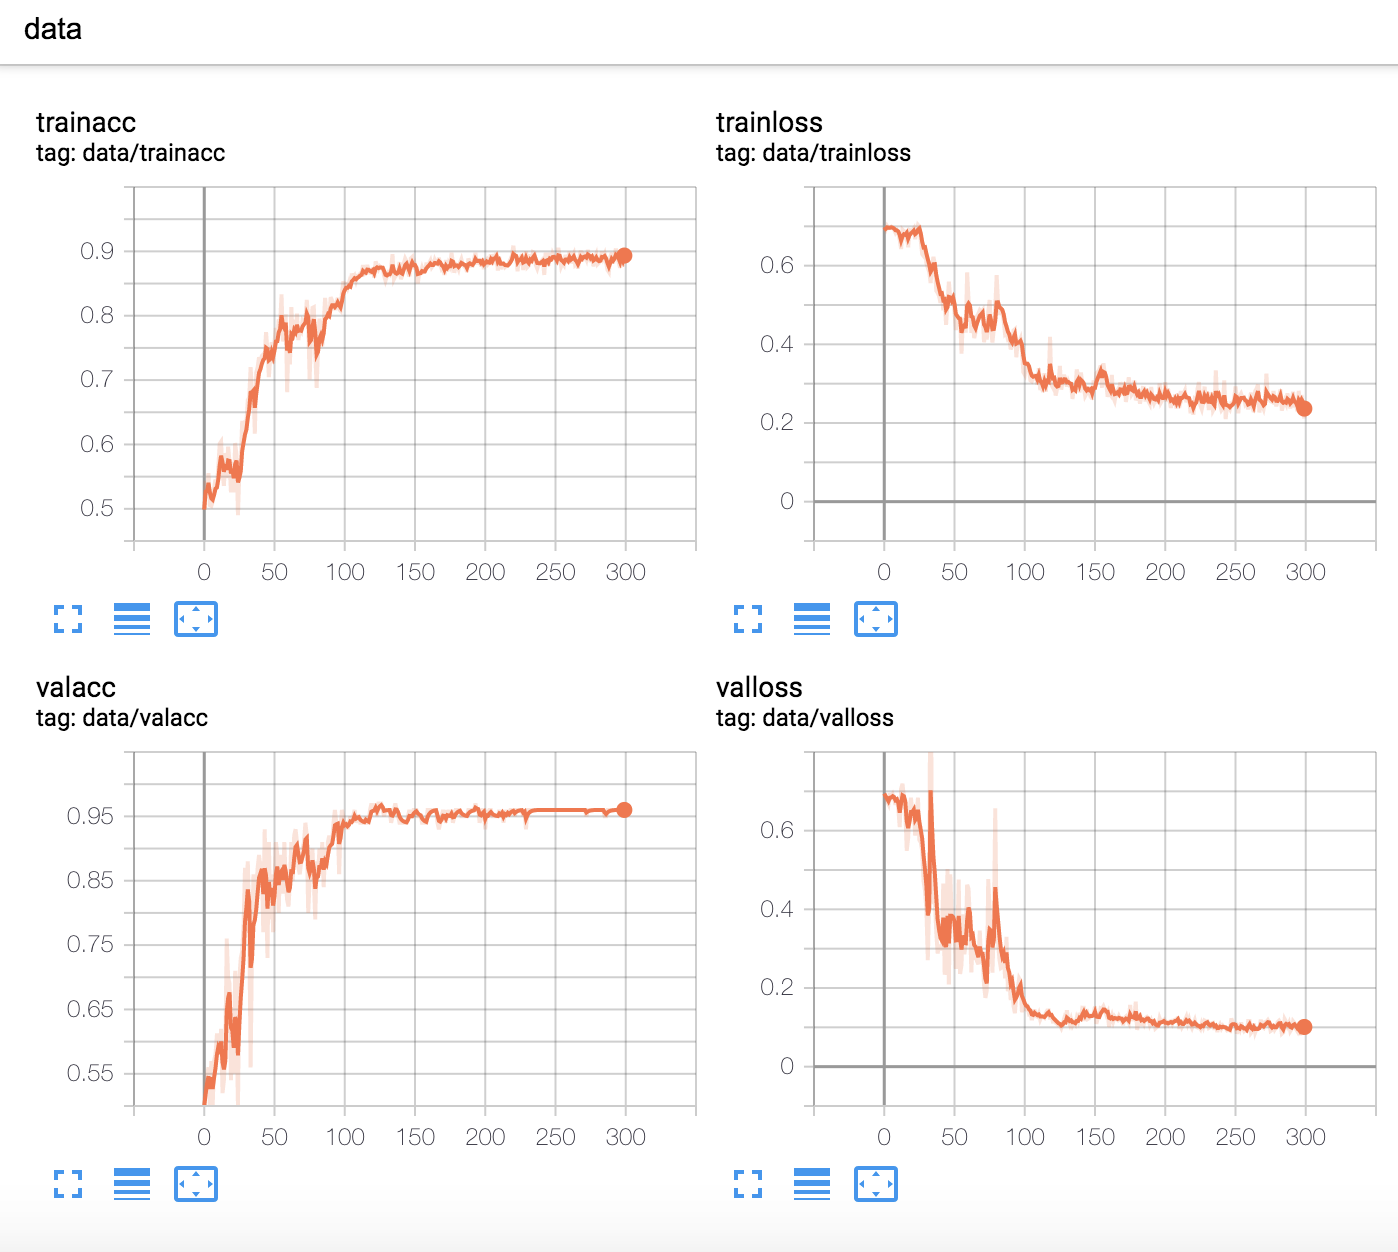 data
trainacc
tag: data/trainacc
0.9
0.8
0.7
0.6
0.5
0 50 100 150 200 250 300
trainloss
tag: data/trainloss
0.6
0.4
0.2
0
0 50 100 150 200 250 300
valacc
tag: data/valacc
0.95
0.85
0.75
0.65
0.55
0 50 100 150 200 250 300
valloss
tag: data/valloss
0.6
0.4
0.2
0
0 50 100 150 200 250 300